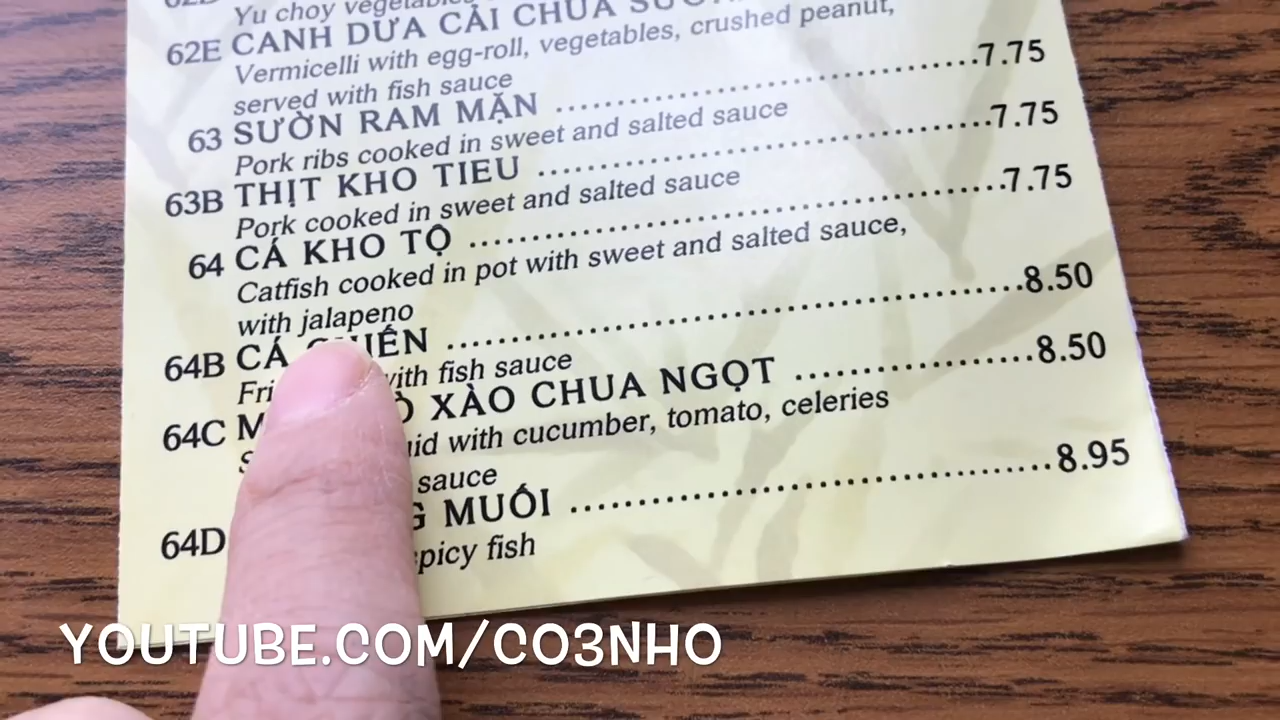 Yu choy vegetables
62E CANH DƯA CẢI CHUA
Vermicelli with egg-roll, vegetables, crushed peanut,
served with fish sauce
63 SƯỜN RAM MẶN ........ 7.75
Pork ribs cooked in sweet and salted sauce
63B THỊT KHO TIEU ........ 7.75
Pork cooked in sweet and salted sauce
64 CÁ KHO TỘ ........ 7.75
Catfish cooked in pot with sweet and salted sauce,
with jalapeno
64B CÁ ........ 8.50
with fish sauce
64C XÀO CHUA NGỌT ........ 8.50
with cucumber, tomato, celeries
sauce
64D MUỐI ........ 8.95
spicy fish
YOUTUBE.COM/CO3NHO